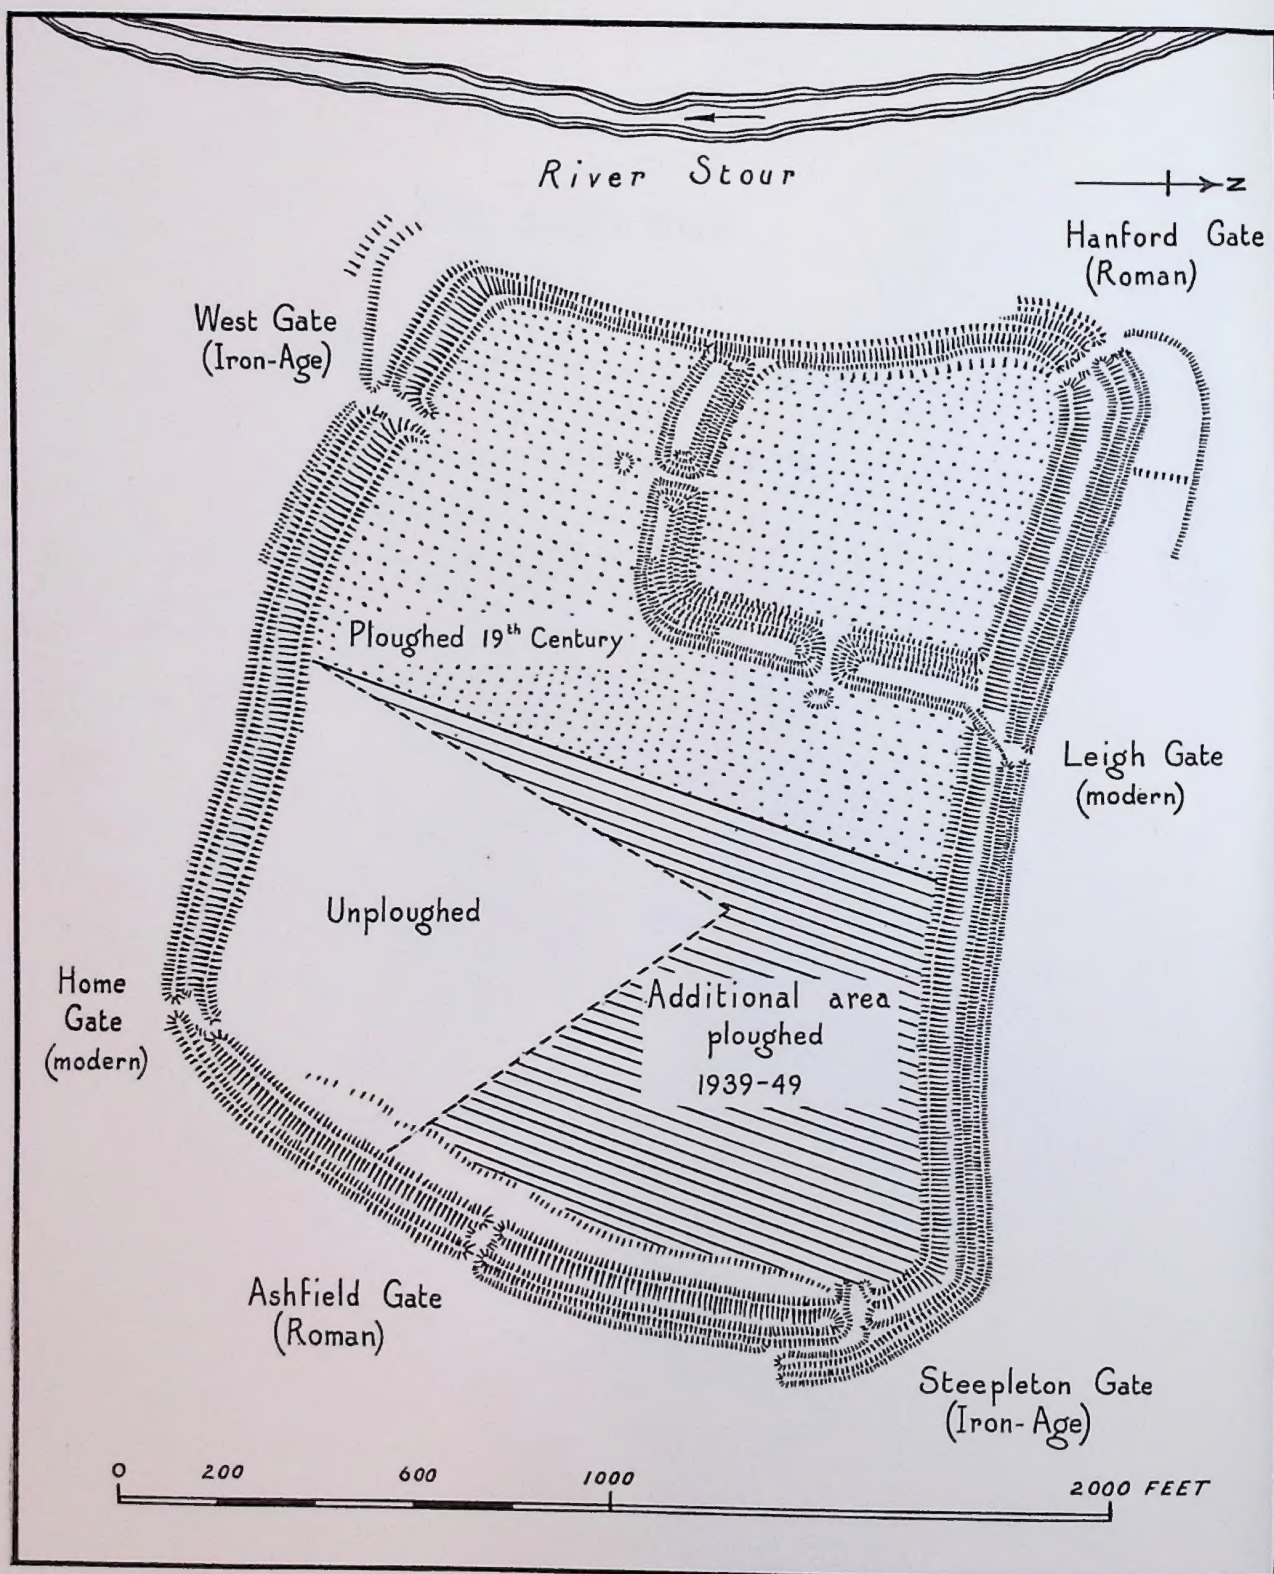 River Stour
N
Hanford Gate
(Roman)
West Gate
(Iron-Age)
Ploughed 19th Century
Leigh Gate
(modern)
Unploughed
Home
Gate
(modern)
Additional area
ploughed
1939-49
Ashfield Gate
(Roman)
Steepleton Gate
(Iron-Age)
0 200 600 1000 2000 FEET